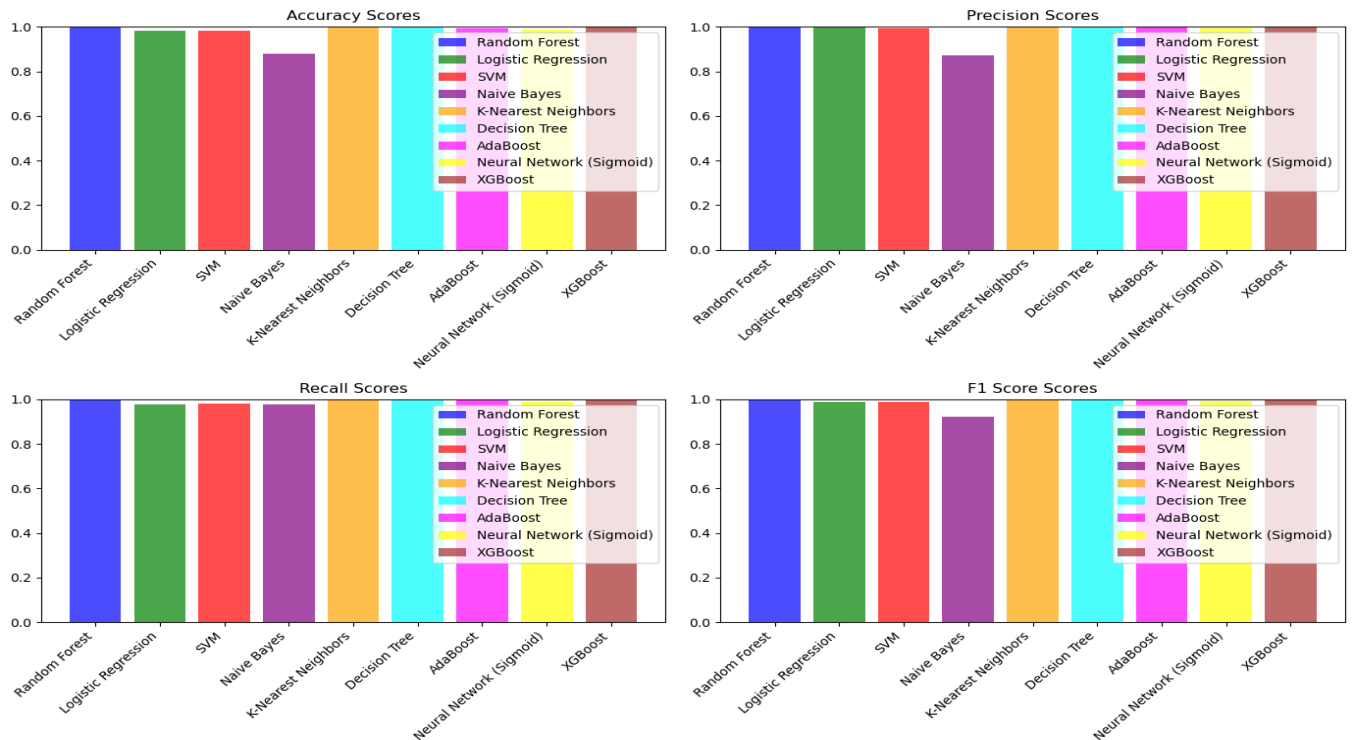 Accuracy Scores
1.0
0.8
0.6
0.4
0.2
0.0
Random Forest
Logistic Regression
SVM
Naive Bayes
K-Nearest Neighbors
Decision Tree
AdaBoost
Neural Network (Sigmoid)
XGBoost
Random Forest
Logistic Regression
SVM
Naive Bayes
K-Nearest Neighbors
Decision Tree
AdaBoost
Neural Network (Sigmoid)
XGBoost
Precision Scores
1.0
0.8
0.6
0.4
0.2
0.0
Random Forest
Logistic Regression
SVM
Naive Bayes
K-Nearest Neighbors
Decision Tree
AdaBoost
Neural Network (Sigmoid)
XGBoost
Random Forest
Logistic Regression
SVM
Naive Bayes
K-Nearest Neighbors
Decision Tree
AdaBoost
Neural Network (Sigmoid)
XGBoost
Recall Scores
1.0
0.8
0.6
0.4
0.2
0.0
Random Forest
Logistic Regression
SVM
Naive Bayes
K-Nearest Neighbors
Decision Tree
AdaBoost
Neural Network (Sigmoid)
XGBoost
Random Forest
Logistic Regression
SVM
Naive Bayes
K-Nearest Neighbors
Decision Tree
AdaBoost
Neural Network (Sigmoid)
XGBoost
F1 Score Scores
1.0
0.8
0.6
0.4
0.2
0.0
Random Forest
Logistic Regression
SVM
Naive Bayes
K-Nearest Neighbors
Decision Tree
AdaBoost
Neural Network (Sigmoid)
XGBoost
Random Forest
Logistic Regression
SVM
Naive Bayes
K-Nearest Neighbors
Decision Tree
AdaBoost
Neural Network (Sigmoid)
XGBoost